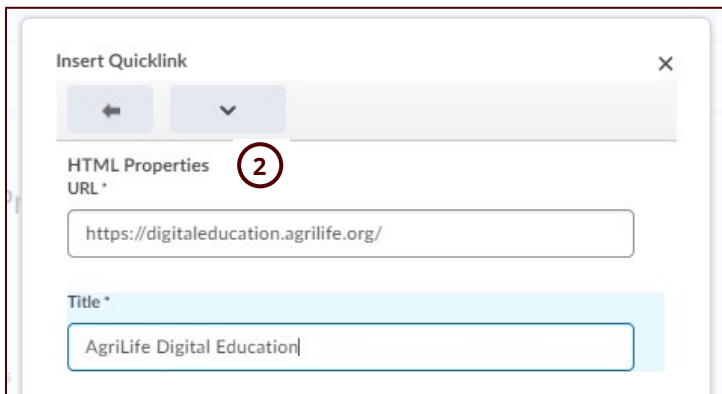 Insert Quicklink
HTML Properties
2
URL *
https://digitaleducation.agrilife.org/
Title *
AgriLife Digital Education